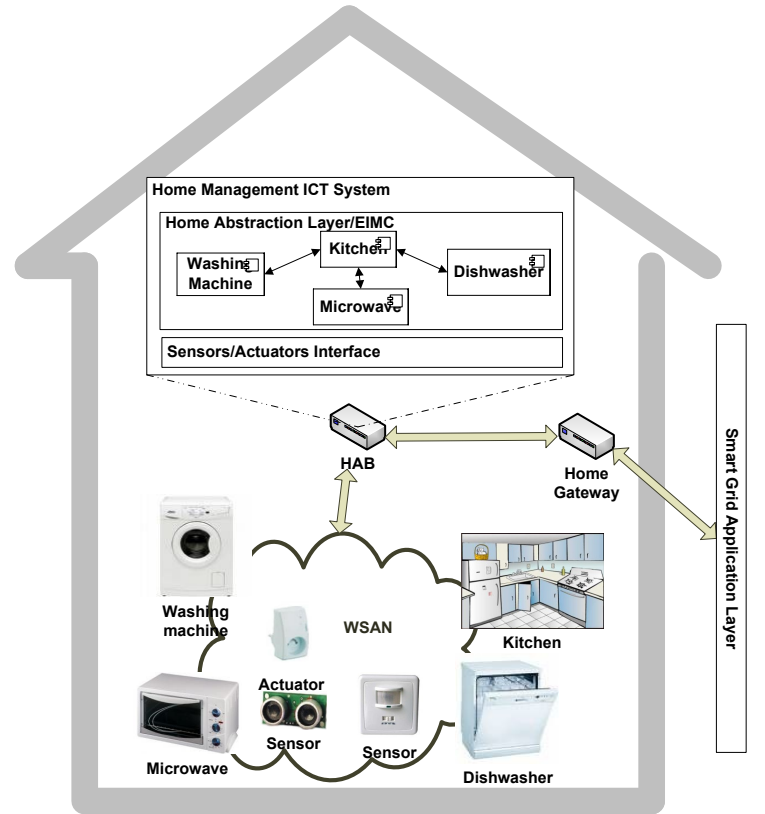 Home Management ICT System
Home Abstraction Layer/EIMC
Kitchen
Washing
Machine
Dishwasher
Microwave
Sensors/Actuators Interface
HAB
Home
Gateway
Smart Grid Application Layer
Washing
machine
WSAN
Kitchen
Actuator
Sensor
Sensor
Microwave
Dishwasher